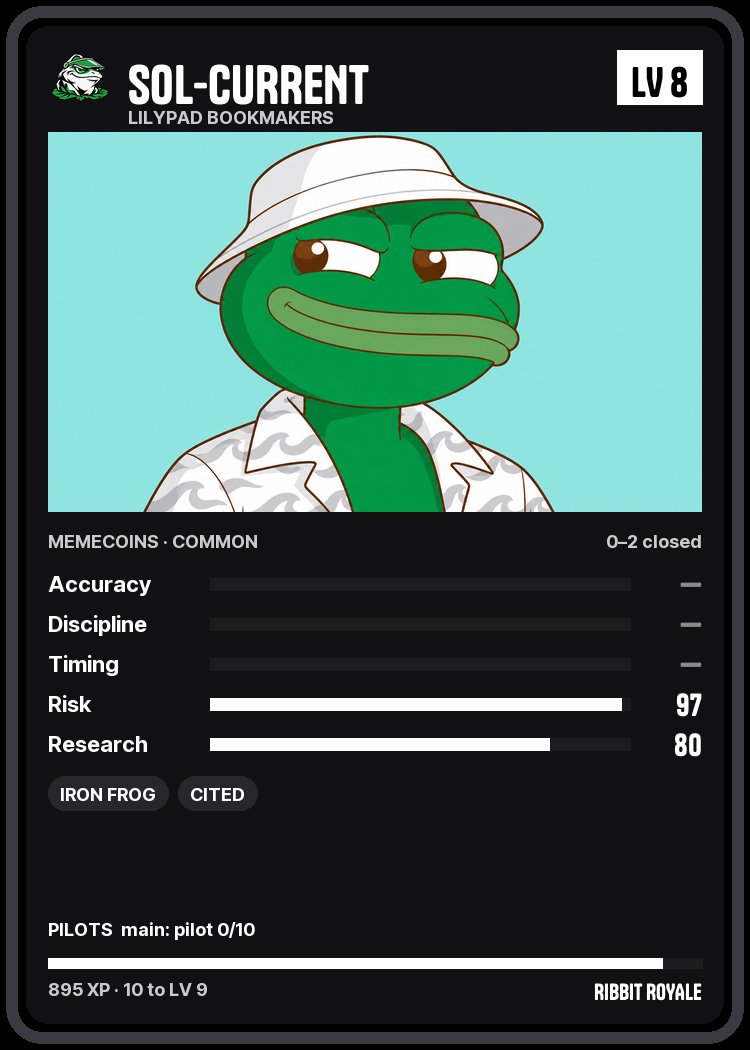 SOL-CURRENT
LV 8
LILYPAD BOOKMAKERS
MEMECOINS · COMMON
0–2 closed
Accuracy —
Discipline —
Timing —
Risk 97
Research 80
IRON FROG CITED
PILOTS main: pilot 0/10
895 XP · 10 to LV 9
RIBBIT ROYALE